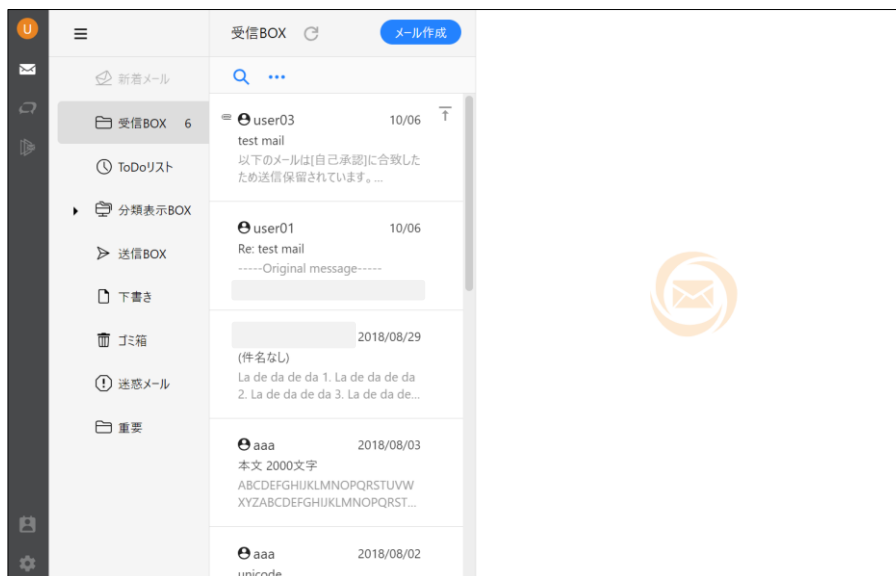 U
受信BOX
メール作成
新着メール
受信BOX 6
ToDoリスト
分類表示BOX
送信BOX
下書き
ゴミ箱
迷惑メール
重要
user03 10/06
test mail
以下のメールは[自己承認]に合致した
ため送信保留されています。...
user01 10/06
Re: test mail
-----Original message-----
2018/08/29
(件名なし)
La de da de da 1. La de da de da
2. La de da de da 3. La de da de...
aaa 2018/08/03
本文 2000文字
ABCDEFGHIJKLMNOPQRSTUVW
XYZABCDEFGHIJKLMNOPQRST...
aaa 2018/08/02
unicode